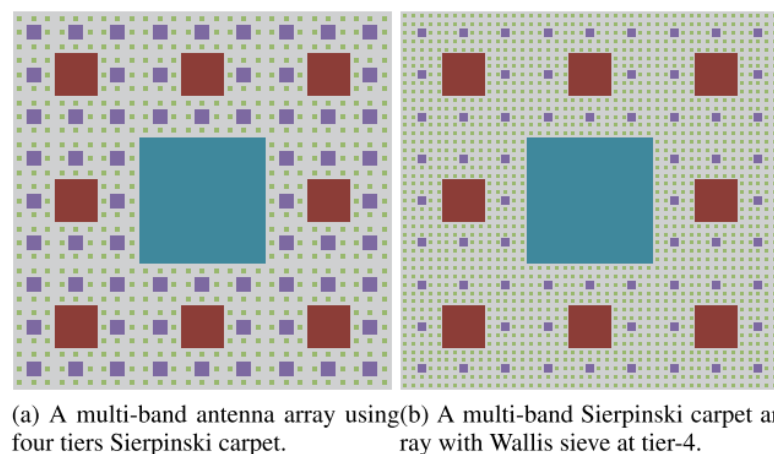 (a) A multi-band antenna array using
four tiers Sierpinski carpet.
(b) A multi-band Sierpinski carpet ar
ray with Wallis sieve at tier-4.